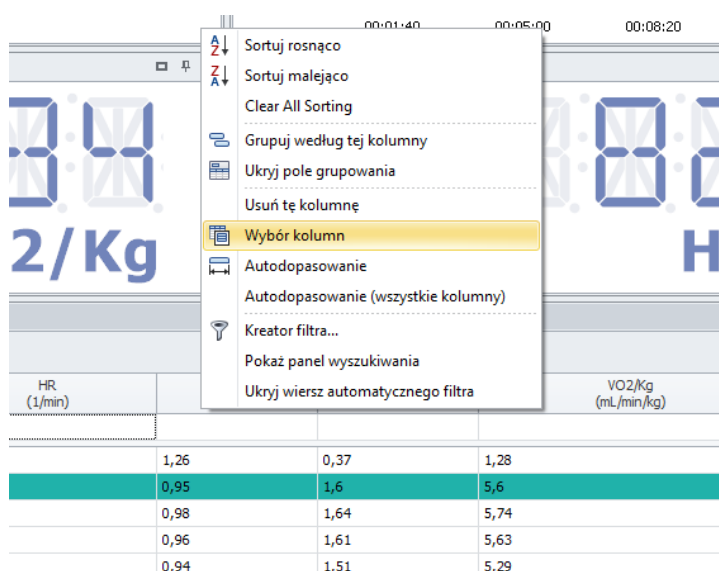 00:01:40 00:05:00 00:08:20
Sortuj rosnąco
Sortuj malejąco
Clear All Sorting
Grupuj według tej kolumny
Ukryj pole grupowania
Usuń tę kolumnę
Wybór kolumn
Autodopasowanie
Autodopasowanie (wszystkie kolumny)
Kreator filtra...
Pokaż panel wyszukiwania
Ukryj wiersz automatycznego filtra
2/Kg H
HR VO2/Kg
(1/min) (mL/min/kg)
1,26 0,37 1,28
0,95 1,6 5,6
0,98 1,64 5,74
0,96 1,61 5,63
0,94 1,51 5,29